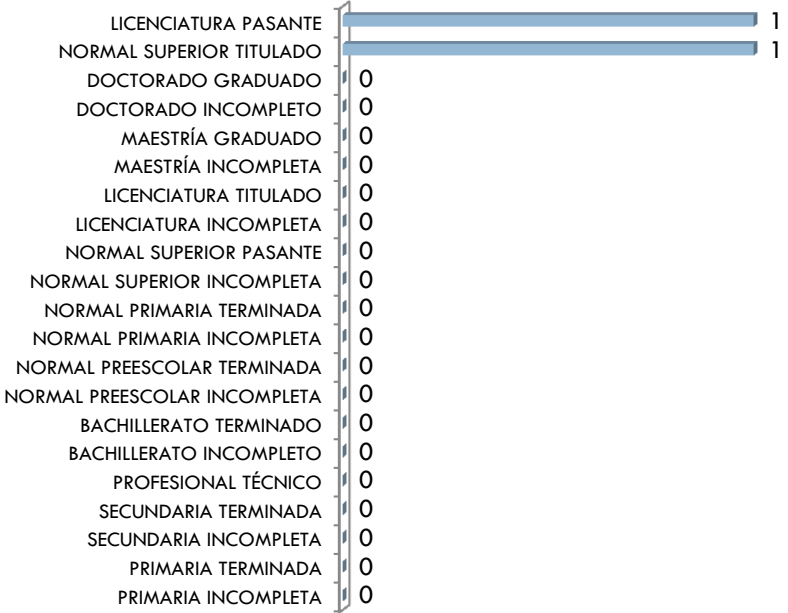 LICENCIATURA PASANTE 1
NORMAL SUPERIOR TITULADO 1
DOCTORADO GRADUADO 0
DOCTORADO INCOMPLETO 0
MAESTRÍA GRADUADO 0
MAESTRÍA INCOMPLETA 0
LICENCIATURA TITULADO 0
LICENCIATURA INCOMPLETA 0
NORMAL SUPERIOR PASANTE 0
NORMAL SUPERIOR INCOMPLETA 0
NORMAL PRIMARIA TERMINADA 0
NORMAL PRIMARIA INCOMPLETA 0
NORMAL PREESCOLAR TERMINADA 0
NORMAL PREESCOLAR INCOMPLETA 0
BACHILLERATO TERMINADO 0
BACHILLERATO INCOMPLETO 0
PROFESIONAL TÉCNICO 0
SECUNDARIA TERMINADA 0
SECUNDARIA INCOMPLETA 0
PRIMARIA TERMINADA 0
PRIMARIA INCOMPLETA 0